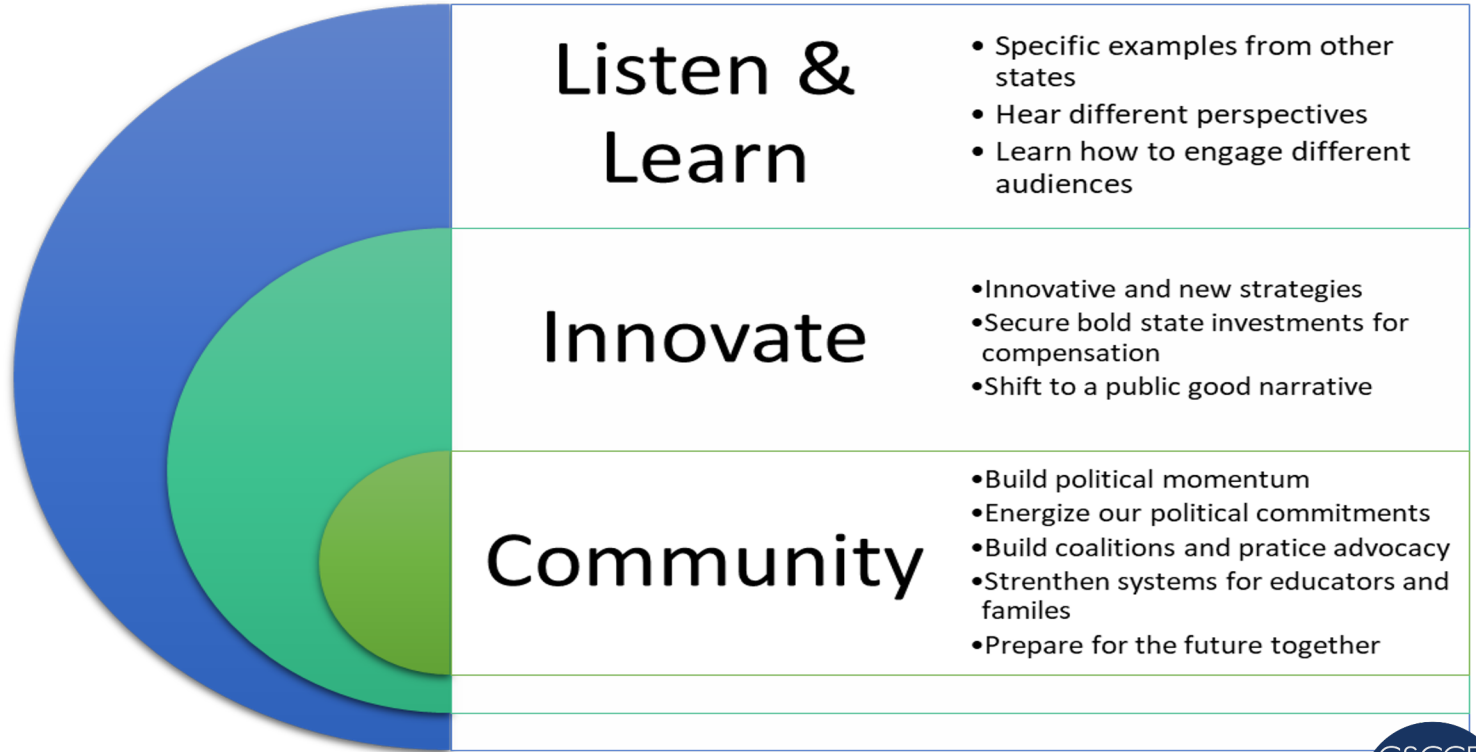 Listen &
Learn
• Specific examples from other
states
• Hear different perspectives
• Learn how to engage different
audiences
Innovate
•Innovative and new strategies
•Secure bold state investments for
compensation
•Shift to a public good narrative
Community
•Build political momentum
•Energize our political commitments
•Build coalitions and pratice advocacy
•Strenthen systems for educators and
familes
•Prepare for the future together